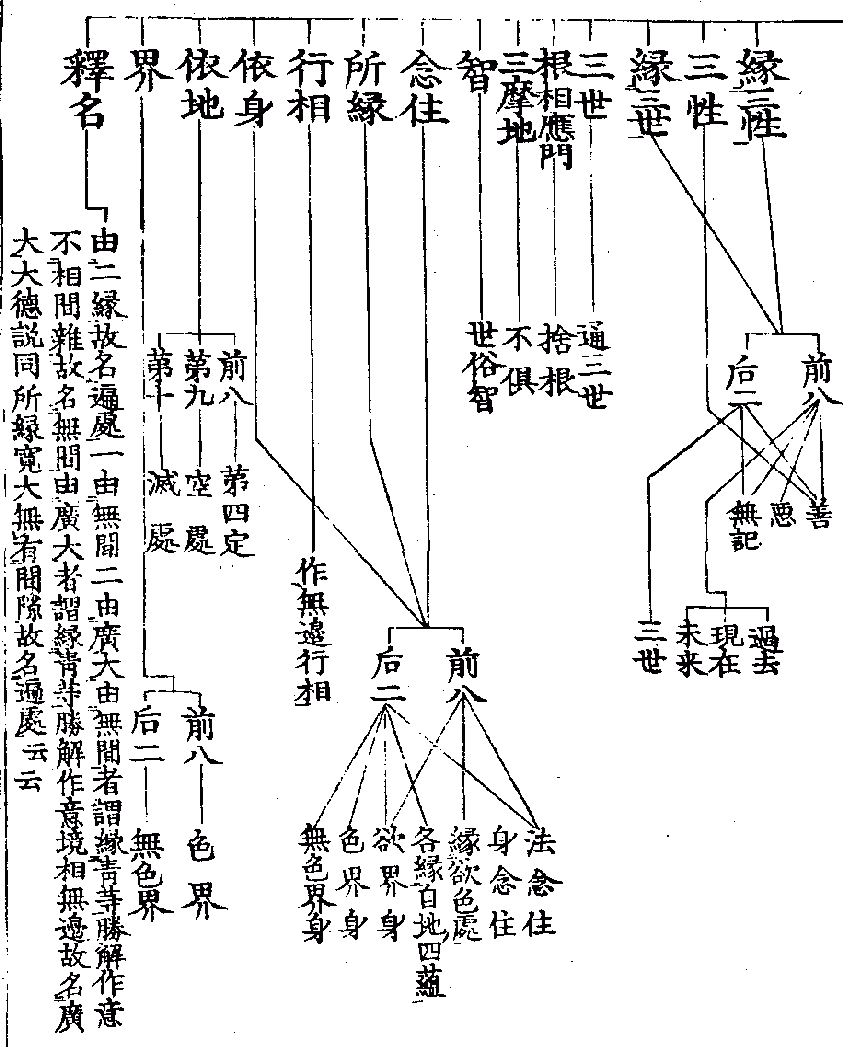 緣三性
三性
緣三世
三世
根相應門
三摩地
智
念住
所緣
行相
依身
依地
界
釋名
前八
后二
善
惡
無記
過去
現在
未来
三世
通三世
捨根
不俱
世俗智
前八
后二
法念住
身念住
緣欲色處
各緣自地四蘊
欲界身
色界身
無色界身
作無邊行相
前八
第九
第十
第四定
空處
滅處
前八
后二
色界
無色界
由二緣故名遍處一由無間二由廣大由無間者謂緣青等勝解作意
不相間雜故名無間由廣大者謂緣青等勝解作意境相無邊故名廣
大大德説同所緣寬大無有間隙故名遍處云云